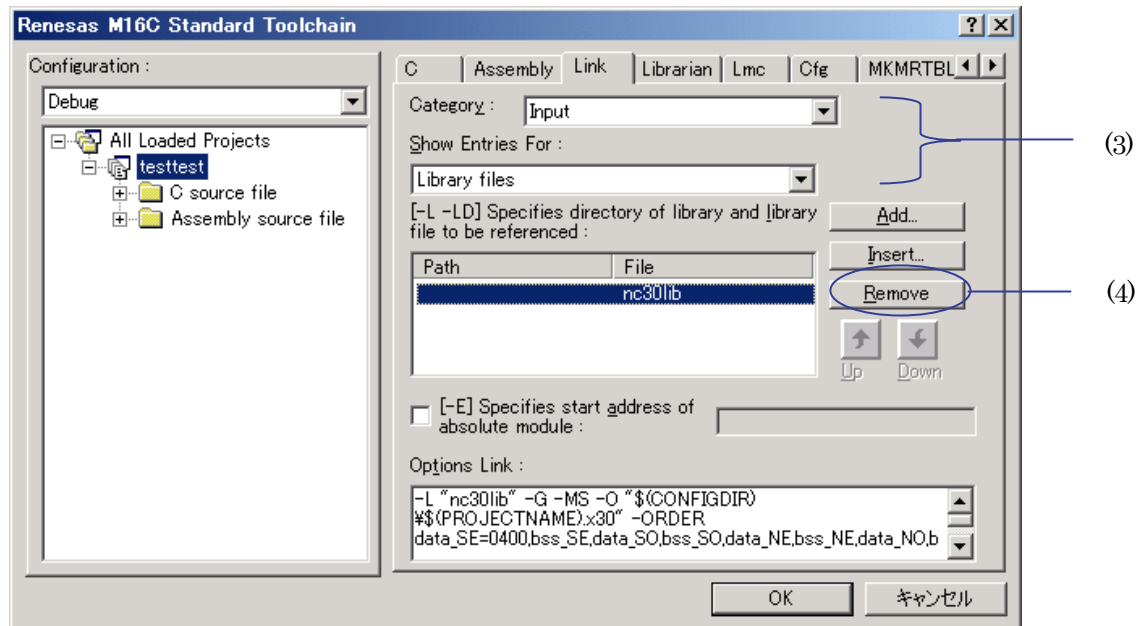 Renesas M16C Standard Toolchain
Configuration :
Debug
All Loaded Projects
testtest
C source file
Assembly source file
C Assembly Link Librarian Lmc Cfg MKMRTBL
Category : Input
Show Entries For :
Library files
[-L -LD] Specifies directory of library and library
file to be referenced :
Add...
Insert...
Remove
Path File
nc30lib
Up Down
[-E] Specifies start address of
absolute module :
Options Link :
-L "nc30lib" -G -MS -O "$(CONFIGDIR)
¥$(PROJECTNAME).x30" -ORDER
data_SE=0400,bss_SE,data_SO,bss_SO,data_NE,bss_NE,data_NO,b
OK キャンセル
(3)
(4)